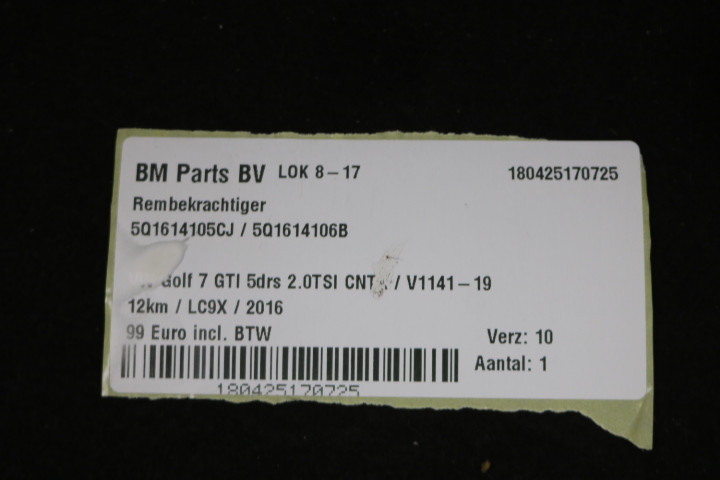 BM Parts BV LOK 8-17 180425170725
Rembekrachtiger
5Q1614105CJ / 5Q1614106B
Golf 7 GTI 5drs 2.0TSI / V1141-19
12km / LC9X / 2016
99 Euro incl. BTW
Verz: 10
Aantal: 1
180425170725